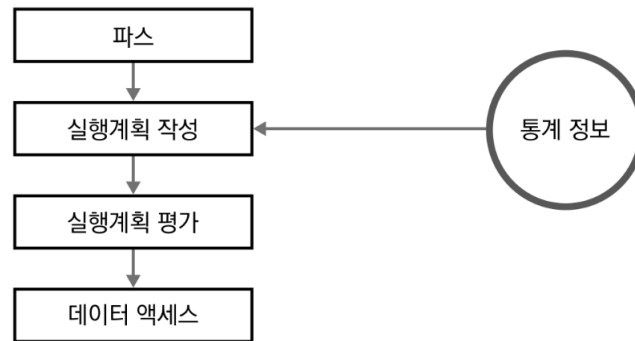 파스
실행계획 작성
통계 정보
실행계획 평가
데이터 액세스